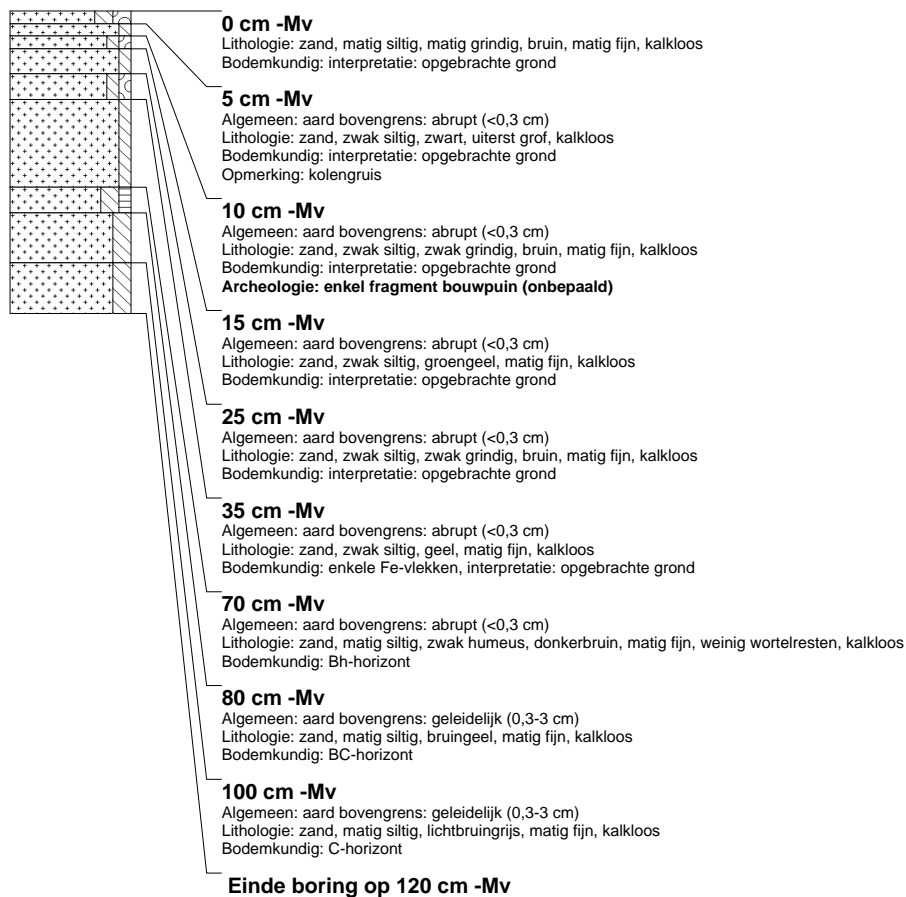 0 cm -Mv
Lithologie: zand, matig siltig, matig grindig, bruin, matig fijn, kalkloos
Bodemkundig: interpretatie: opgebrachte grond
5 cm -Mv
Algemeen: aard bovengrens: abrupt (<0,3 cm)
Lithologie: zand, zwak siltig, zwart, uiterst grof, kalkloos
Bodemkundig: interpretatie: opgebrachte grond
Opmerking: kolengruis
10 cm -Mv
Algemeen: aard bovengrens: abrupt (<0,3 cm)
Lithologie: zand, zwak siltig, zwak grindig, bruin, matig fijn, kalkloos
Bodemkundig: interpretatie: opgebrachte grond
Archeologie: enkel fragment bouwpuin (onbepaald)
15 cm -Mv
Algemeen: aard bovengrens: abrupt (<0,3 cm)
Lithologie: zand, zwak siltig, groengeel, matig fijn, kalkloos
Bodemkundig: interpretatie: opgebrachte grond
25 cm -Mv
Algemeen: aard bovengrens: abrupt (<0,3 cm)
Lithologie: zand, zwak siltig, zwak grindig, bruin, matig fijn, kalkloos
Bodemkundig: interpretatie: opgebrachte grond
35 cm -Mv
Algemeen: aard bovengrens: abrupt (<0,3 cm)
Lithologie: zand, zwak siltig, geel, matig fijn, kalkloos
Bodemkundig: enkele Fe-vlekken, interpretatie: opgebrachte grond
70 cm -Mv
Algemeen: aard bovengrens: abrupt (<0,3 cm)
Lithologie: zand, matig siltig, zwak humeus, donkerbruin, matig fijn, weinig wortelresten, kalkloos
Bodemkundig: Bh-horizont
80 cm -Mv
Algemeen: aard bovengrens: geleidelijk (0,3-3 cm)
Lithologie: zand, matig siltig, bruingeel, matig fijn, kalkloos
Bodemkundig: BC-horizont
100 cm -Mv
Algemeen: aard bovengrens: geleidelijk (0,3-3 cm)
Lithologie: zand, matig siltig, lichtbruingrijs, matig fijn, kalkloos
Bodemkundig: C-horizont
Einde boring op 120 cm -Mv